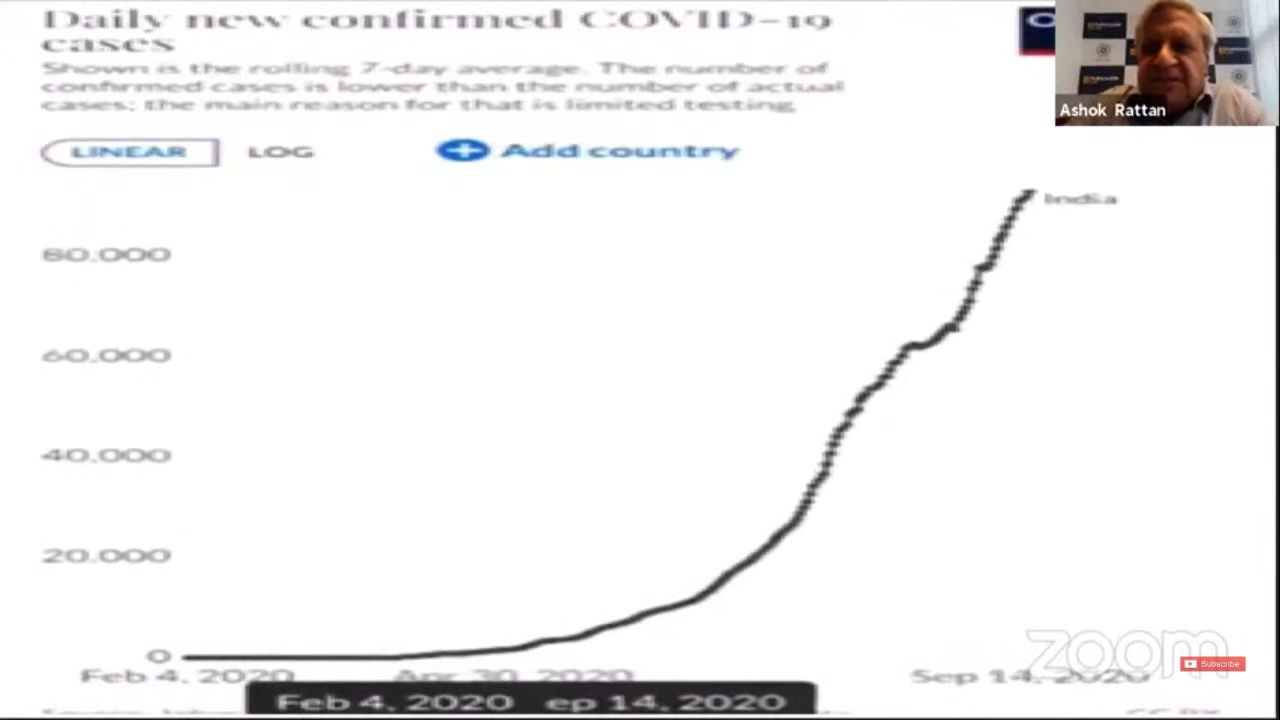 Daily new confirmed COVID-19
cases
Shown is the rolling 7-day average. The number of
confirmed cases is lower than the number of actual
cases; the main reason for that is limited testing.
Ashok Rattan
LINEAR LOG Add country
India
80,000
60,000
40,000
20,000
0
Feb 4, 2020 Apr 30, 2020 Sep 14, 2020
zoom
Subscribe
Feb 4, 2020 ep 14, 2020